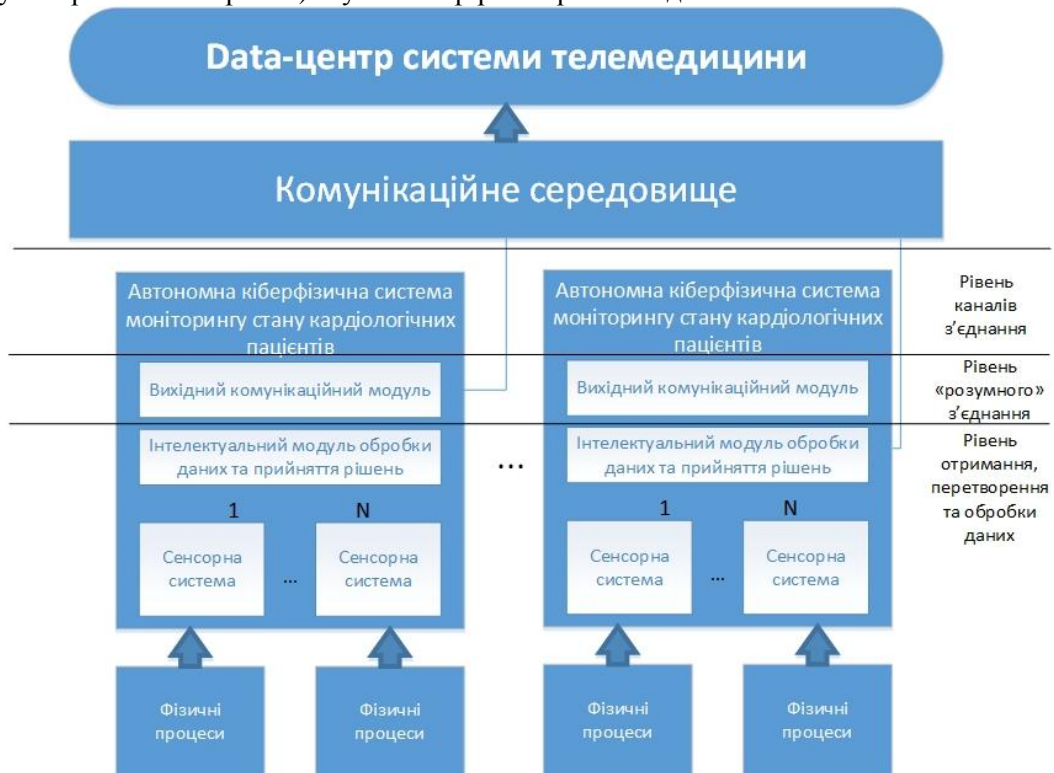 Data-центр системи телемедицини
Комунікаційне середовище
Автономна кіберфізична система
моніторингу стану кардіологічних
пацієнтів
Вихідний комунікаційний модуль
Інтелектуальний модуль обробки
даних та прийняття рішень
1
N
Сенсорна
система
...
Сенсорна
система
Фізичні
процеси
Фізичні
процеси
...
Автономна кіберфізична система
моніторингу стану кардіологічних
пацієнтів
Вихідний комунікаційний модуль
Інтелектуальний модуль обробки
даних та прийняття рішень
1
N
Сенсорна
система
...
Сенсорна
система
Фізичні
процеси
Фізичні
процеси
Рівень
каналів
з’єднання
Рівень
«розумного»
з’єднання
Рівень
отримання,
перетворення
та обробки
даних